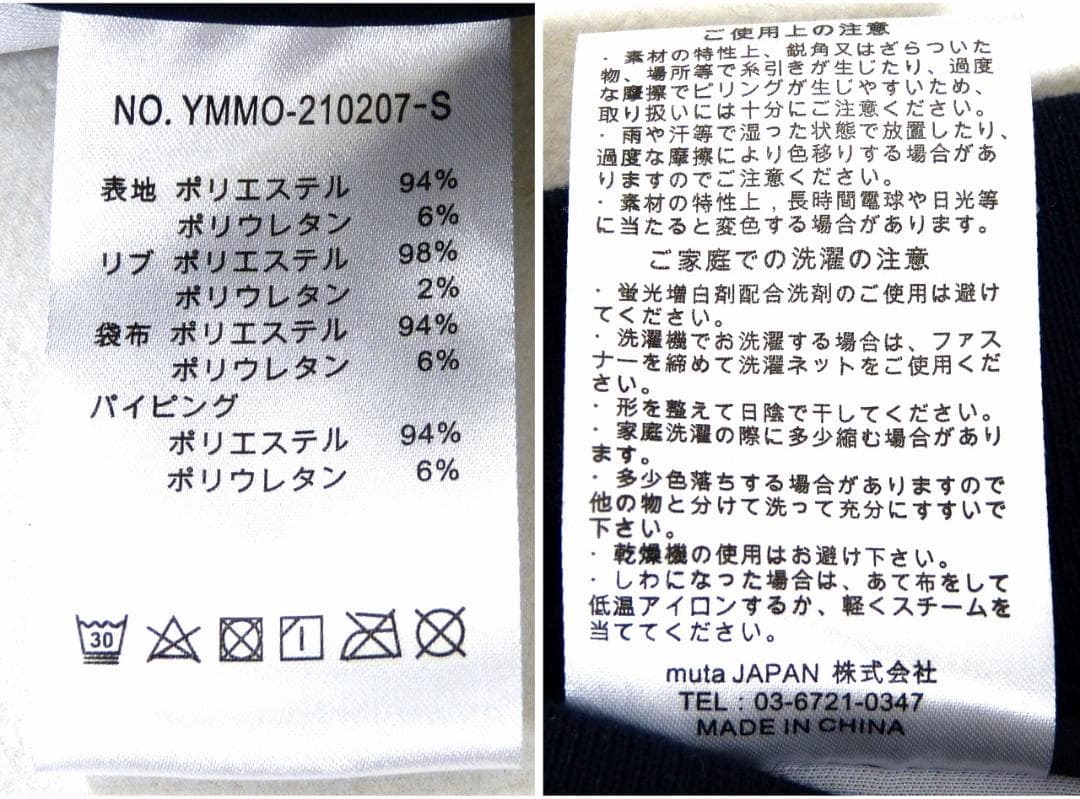 NO. YMMO-210207-S
表地 ポリエステル 94%
ポリウレタン 6%
リブ ポリエステル 98%
ポリウレタン 2%
袋布 ポリエステル 94%
ポリウレタン 6%
パイピング
ポリエステル 94%
ポリウレタン 6%
30
ご使用上の注意
・素材の特性上、鋭角又はざらついた
物、場所等で糸引きが生じたり、過度
な摩擦でピリングが生じやすいため、
取り扱いには十分にご注意ください。
・雨や汗等で湿った状態で放置したり、
過度な摩擦により色移りする場合があ
りますのでご注意ください。
・素材の特性上，長時間電球や日光等
に当たると変色する場合があります。
ご家庭での洗濯の注意
・蛍光増白剤配合洗剤のご使用は避け
てください。
・洗濯機でお洗濯する場合は、ファス
ナーを締めて洗濯ネットをご使用くだ
さい。
・形を整えて日陰で干してください。
・家庭洗濯の際に多少縮む場合があり
ます。
・多少色落ちする場合がありますので
他の物と分けて洗って充分にすすいで
下さい。
・乾燥機の使用はお避け下さい。
・しわになった場合は、あて布をして
低温アイロンするか、軽くスチームを
当ててください。
muta JAPAN 株式会社
TEL：03-6721-0347
MADE IN CHINA